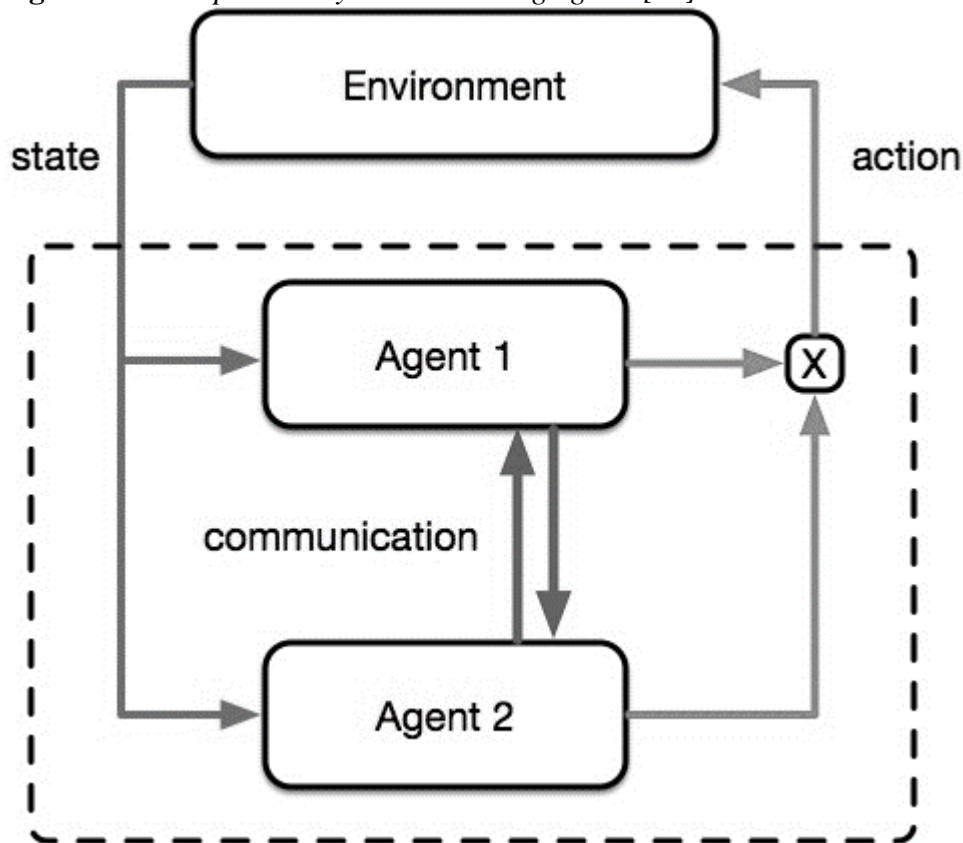 Environment
state
action
Agent 1
X
communication
Agent 2